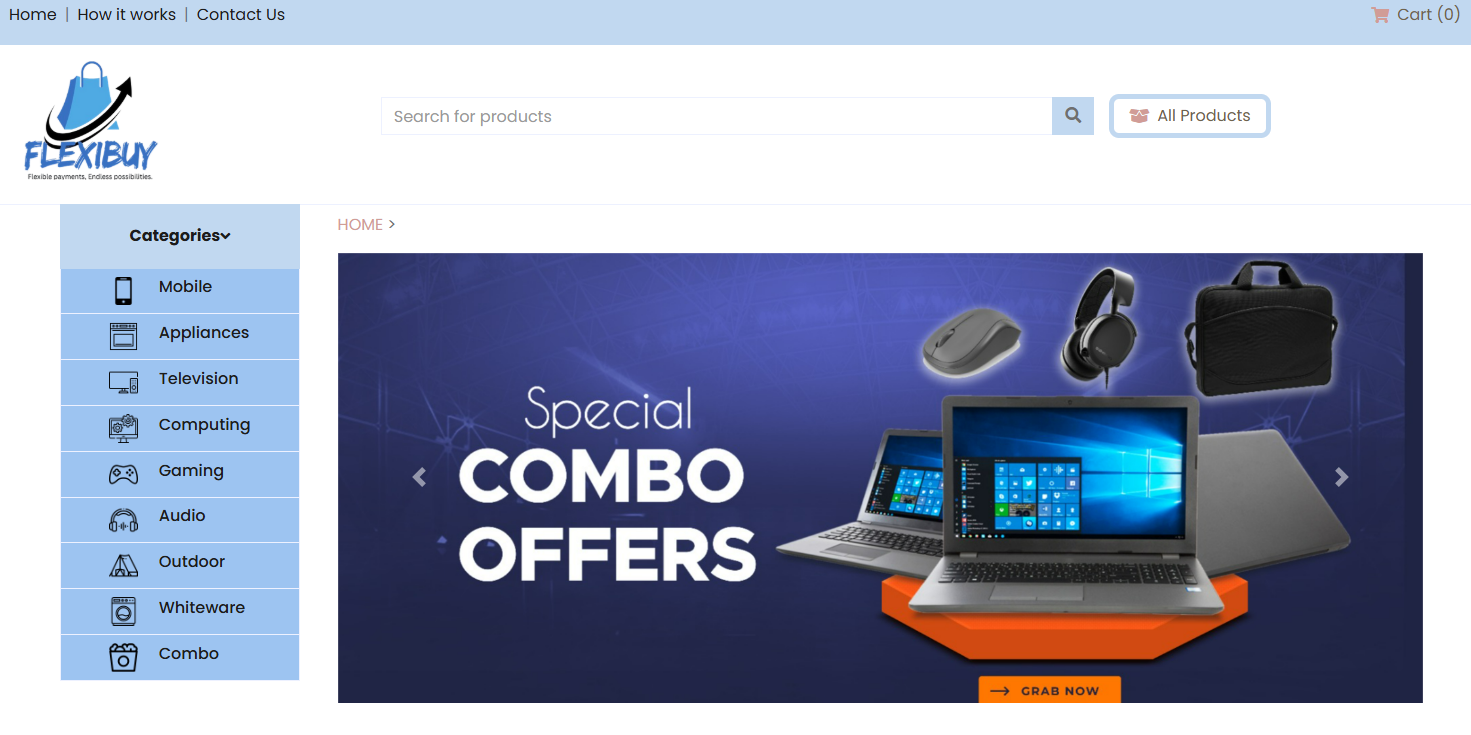 Home | How it works | Contact Us
Cart (0)
FLEXIBUY
Flexible payments, Endless possibilities.
Search for products
All Products
Categories
HOME >
Mobile
Appliances
Television
Computing
Gaming
Audio
Outdoor
Whiteware
Combo
Special
COMBO
OFFERS
GRAB NOW